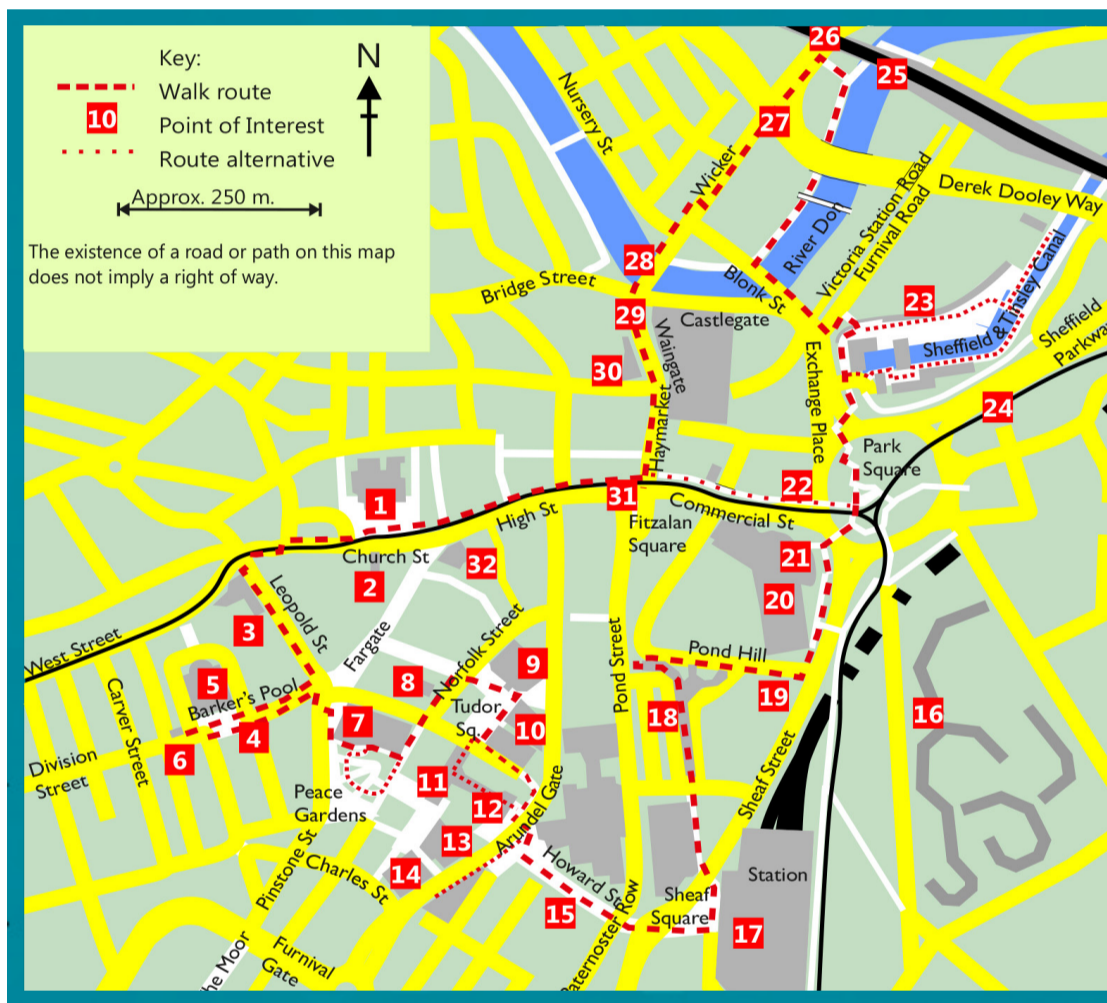 Key:
Walk route
10
Point of Interest
Route alternative
Approx. 250 m.
The existence of a road or path on this map
does not imply a right of way.
N
26
25
Nursery St
27
Wicker
Derek Dooley Way
Victoria Station Road
Furnival Road
River Don
28
Bridge Street
Blonk St
23
Sheffield & Tinsley Canal
Sheffield
29
Castlegate
Waingate
30
Exchange Place
24
Haymarket
Park
Square
1
22
31
High St
Commercial St
Fitzalan
Square
Church St
32
2
21
20
Leopold St
3
Fargate
Norfolk Street
Pond Street
West Street
Pond Hill
9
8
5
Barker's Pool
Carver Street
19
Tudor
Sq.
10
18
16
7
4
6
Division
Street
11
Peace
Gardens
12
Arundel Gate
Sheaf Street
13
14
Pinstone St
Charles St
Howard St
Station
15
Sheaf
Square
17
Furnival
Gate